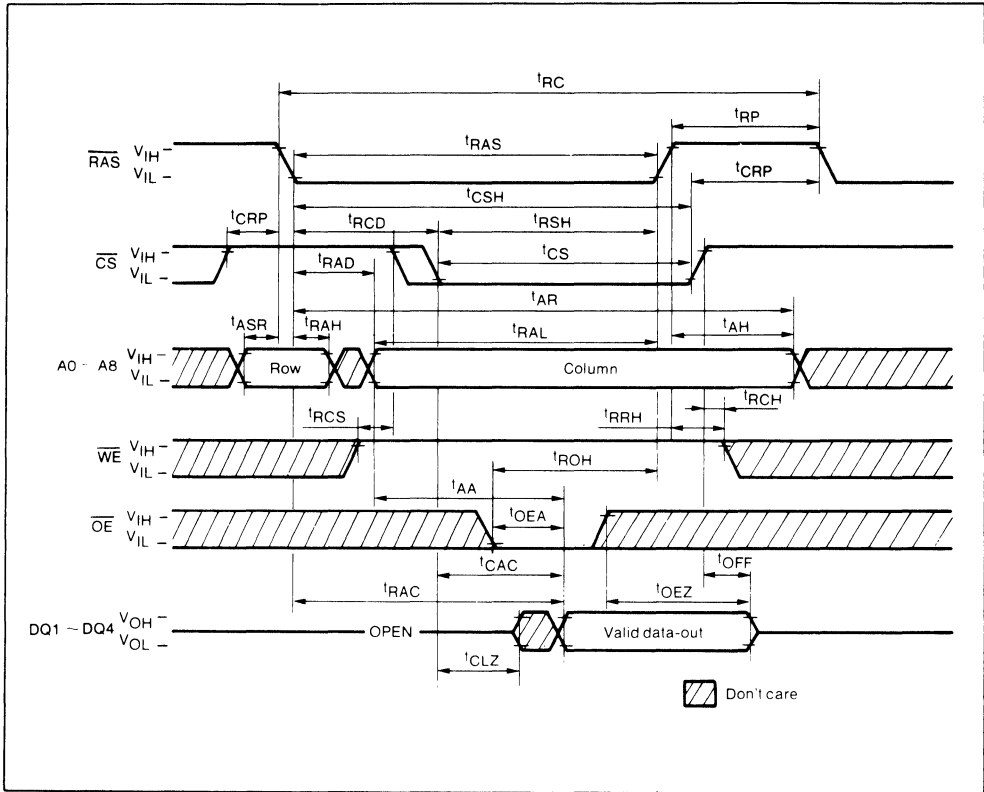 tRC
tRP
RAS VIH –
VIL –
tRAS
tCRP
tCSH
tCRP
tRCD
tRSH
CS VIH –
VIL –
tCS
tRAD
tAR
tASR
tRAH
tRAL
tAH
A0 ~ A8 VIH –
VIL –
Row
Column
tRCH
tRCS
tRRH
WE VIH –
VIL –
tROH
tAA
OE VIH –
VIL –
tOEA
tCAC
tOFF
tRAC
tOEZ
DQ1 ~ DQ4 VOH –
VOL –
OPEN
Valid data-out
tCLZ
Don't care